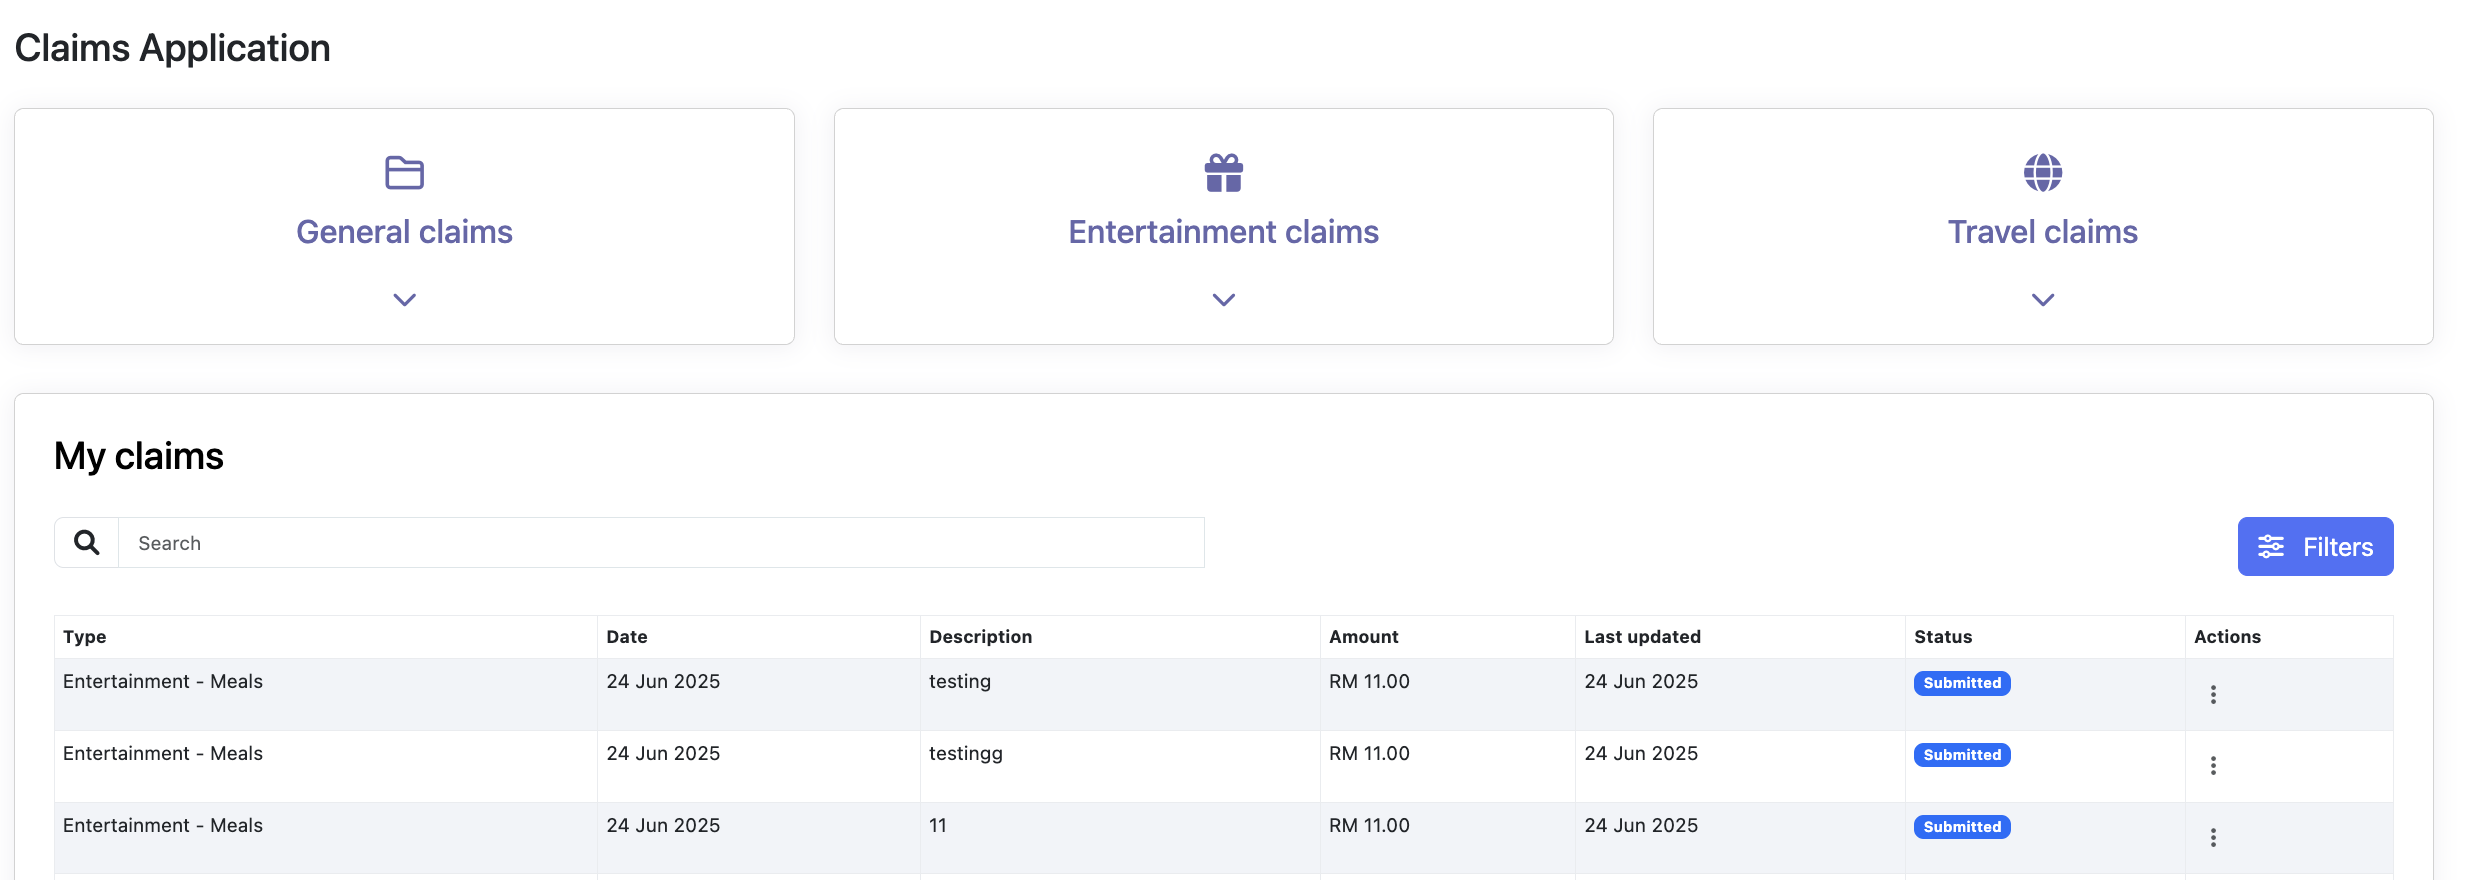 Claims Application
General claims
Entertainment claims
Travel claims
My claims
Search
Filters
Type Date Description Amount Last updated Status Actions
Entertainment - Meals 24 Jun 2025 testing RM 11.00 24 Jun 2025 Submitted
Entertainment - Meals 24 Jun 2025 testingg RM 11.00 24 Jun 2025 Submitted
Entertainment - Meals 24 Jun 2025 11 RM 11.00 24 Jun 2025 Submitted